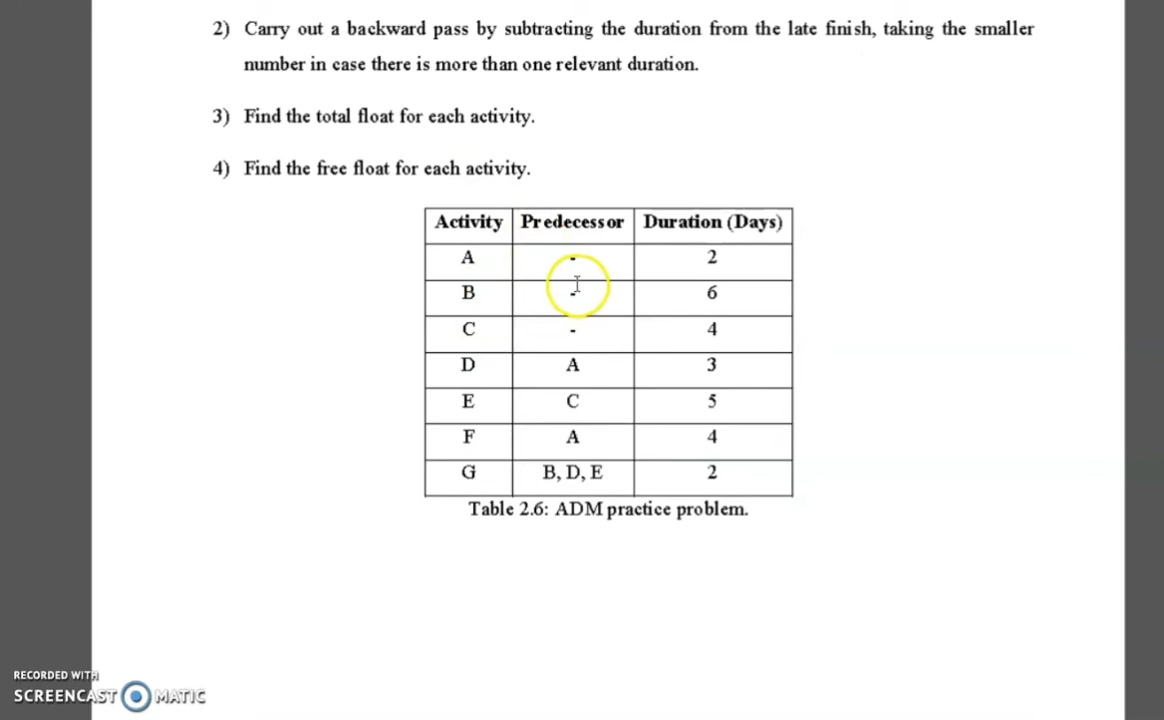 2) Carry out a backward pass by subtracting the duration from the late finish, taking the smaller
number in case there is more than one relevant duration.
3) Find the total float for each activity.
4) Find the free float for each activity.
Activity Predecessor Duration (Days)
A - 2
B - 6
C - 4
D A 3
E C 5
F A 4
G B, D, E 2
Table 2.6: ADM practice problem.
RECORDED WITH
SCREENCAST MATIC